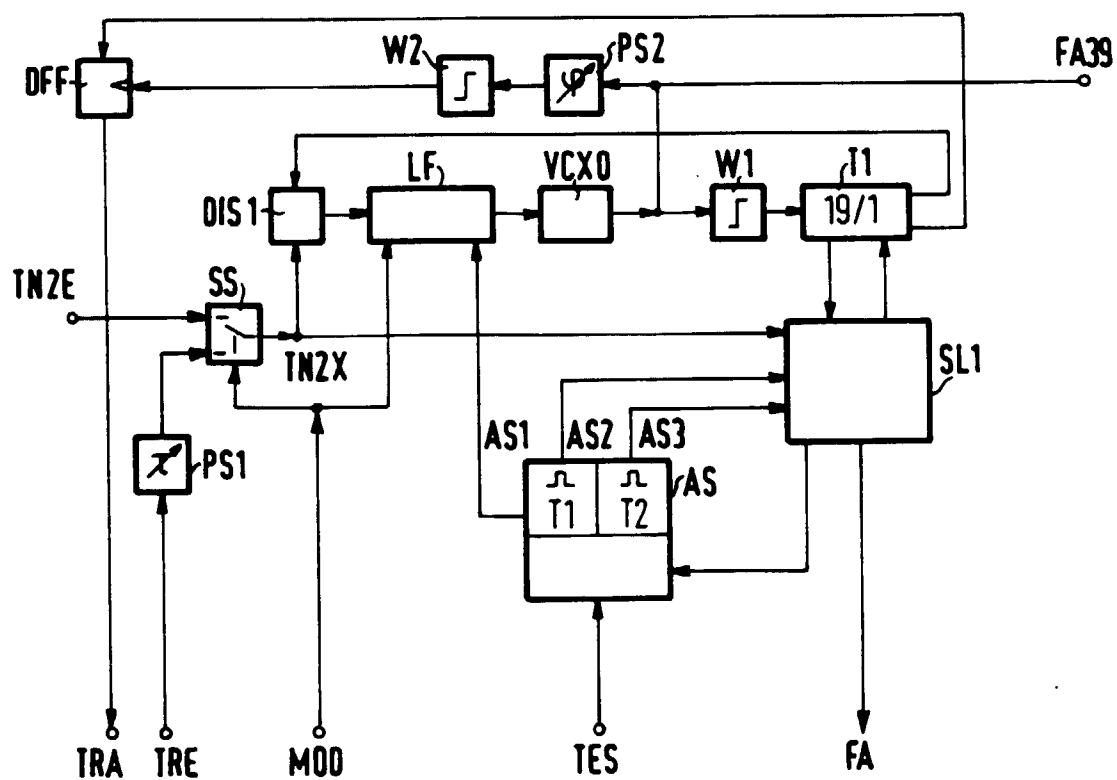 W2
PS2
FA39
DFF
φ
LF
VCXO
W1
T1
DIS1
19/1
TN2E
SS
TN2X
SL1
AS1
AS2
AS3
AS
τ
PS1
T1
T2
TRA
TRE
MOD
TES
FA